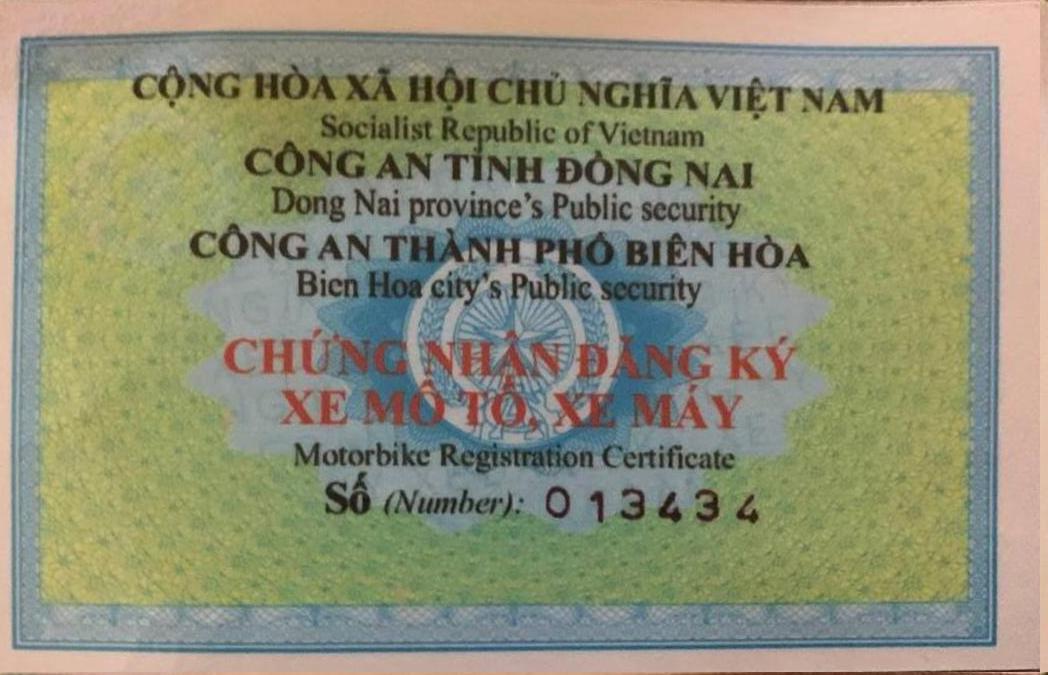 CỘNG HÒA XÃ HỘI CHỦ NGHĨA VIỆT NAM
Socialist Republic of Vietnam
CÔNG AN TỈNH ĐỒNG NAI
Dong Nai province's Public security
CÔNG AN THÀNH PHỐ BIÊN HÒA
Bien Hoa city's Public security
CHỨNG NHẬN ĐĂNG KÝ
XE MÔ TÔ, XE MÁY
Motorbike Registration Certificate
Số (Number): 013434